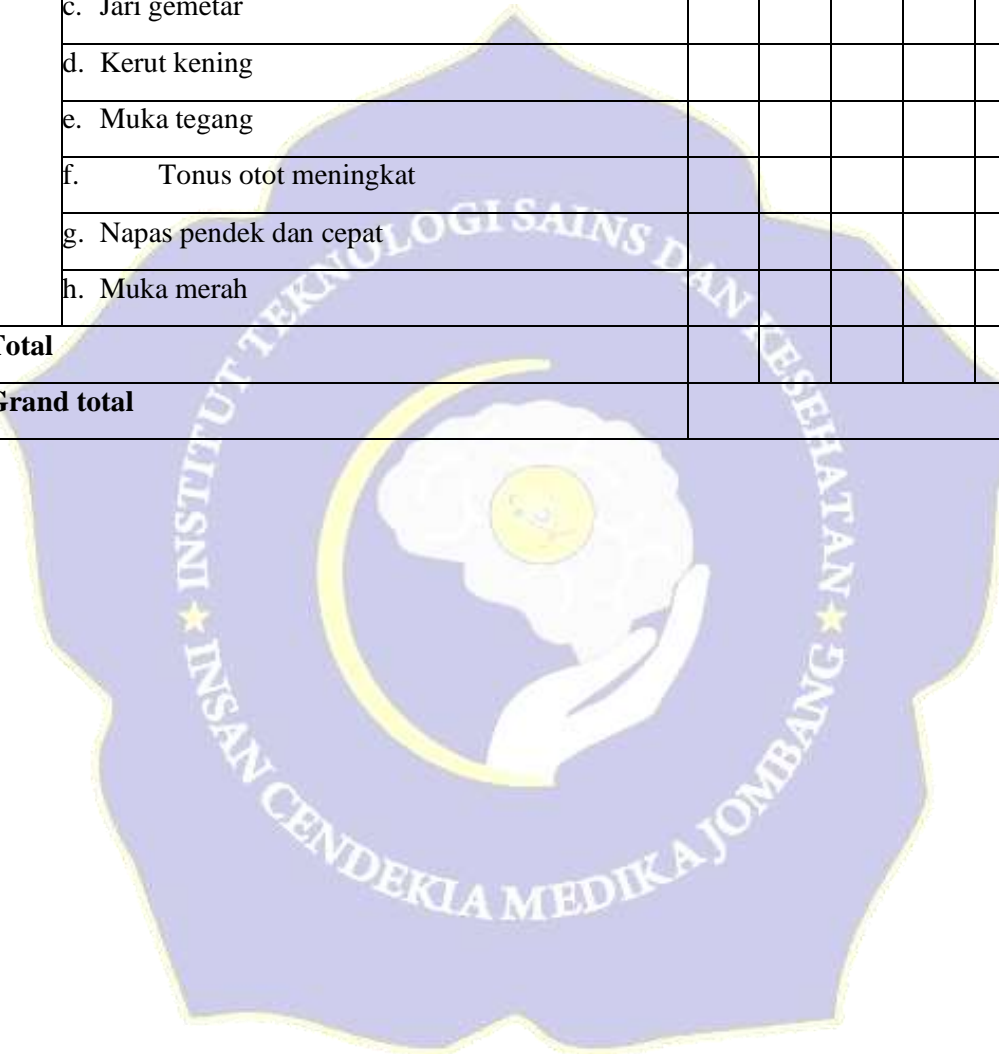 c. Jari gemetar
d. Kerut kening
e. Muka tegang
f. Tonus otot meningkat
g. Napas pendek dan cepat
h. Muka merah
Total
Grand total
INSTITUT TEKNOLOGI SAINS DAN KESEHATAN
INSAN CENDEKIA MEDIKA JOMBANG